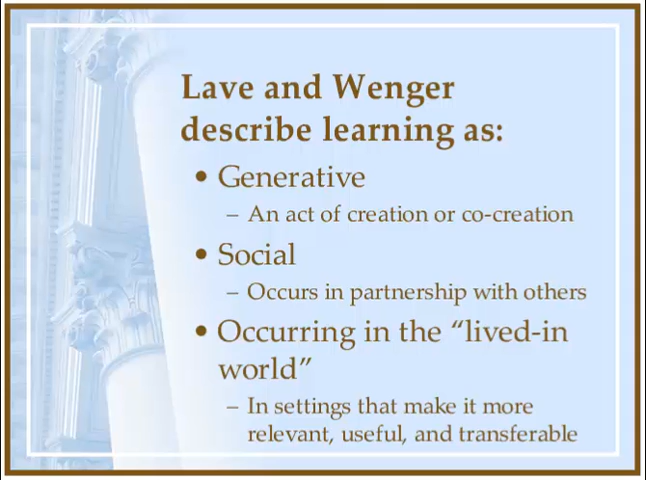 Lave and Wenger
describe learning as:
• Generative
– An act of creation or co-creation
• Social
– Occurs in partnership with others
• Occurring in the “lived-in
world”
– In settings that make it more
relevant, useful, and transferable